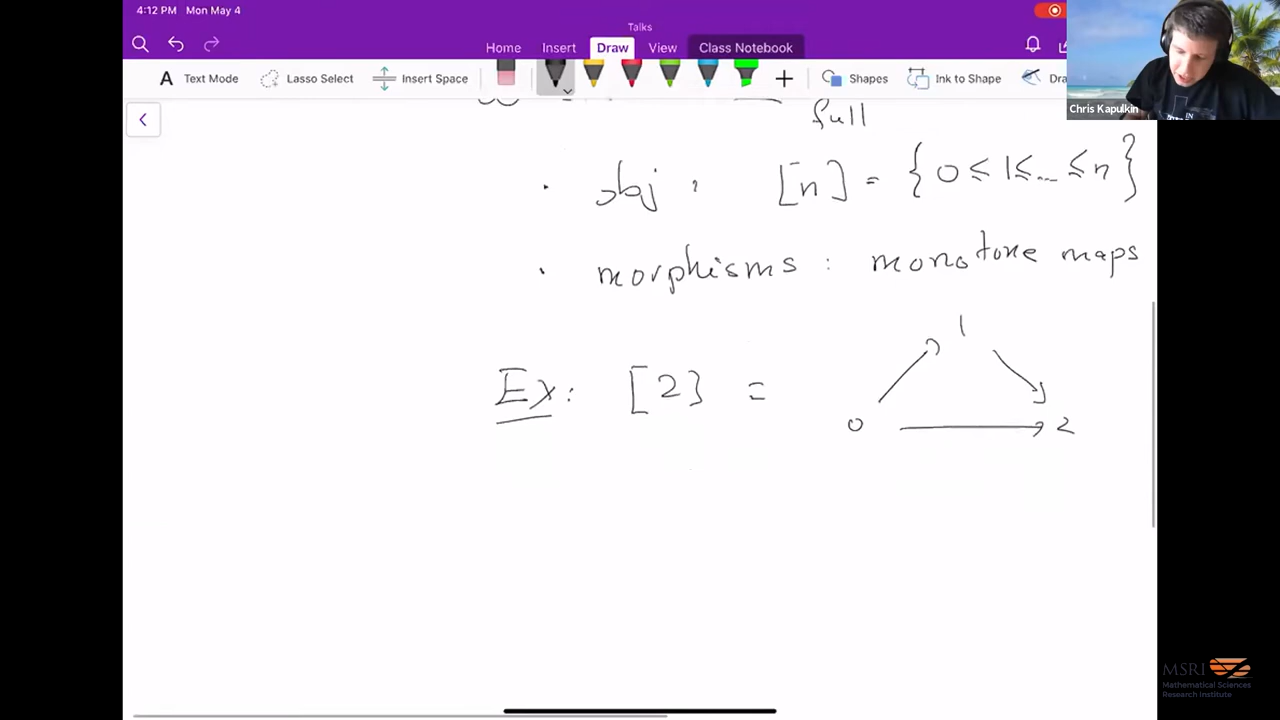 4:12 PM Mon May 4
Talks
Home Insert Draw View Class Notebook
A Text Mode Lasso Select Insert Space Shapes Ink to Shape Dra
Chris Kapulkin
full
· obj : [n] = {0 ≤ 1 ≤ ... ≤ n}
· morphisms : monotone maps
1
Ex: [2} =
0 2
MSRI
Mathematical Sciences
Research Institute